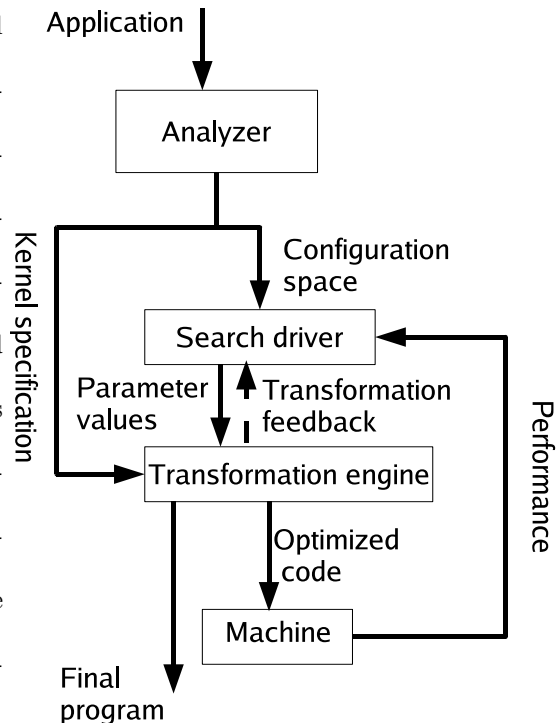 Application
Analyzer
Kernel specification
Configuration
space
Search driver
Parameter
values
Transformation
feedback
Performance
Transformation engine
Optimized
code
Machine
Final
program